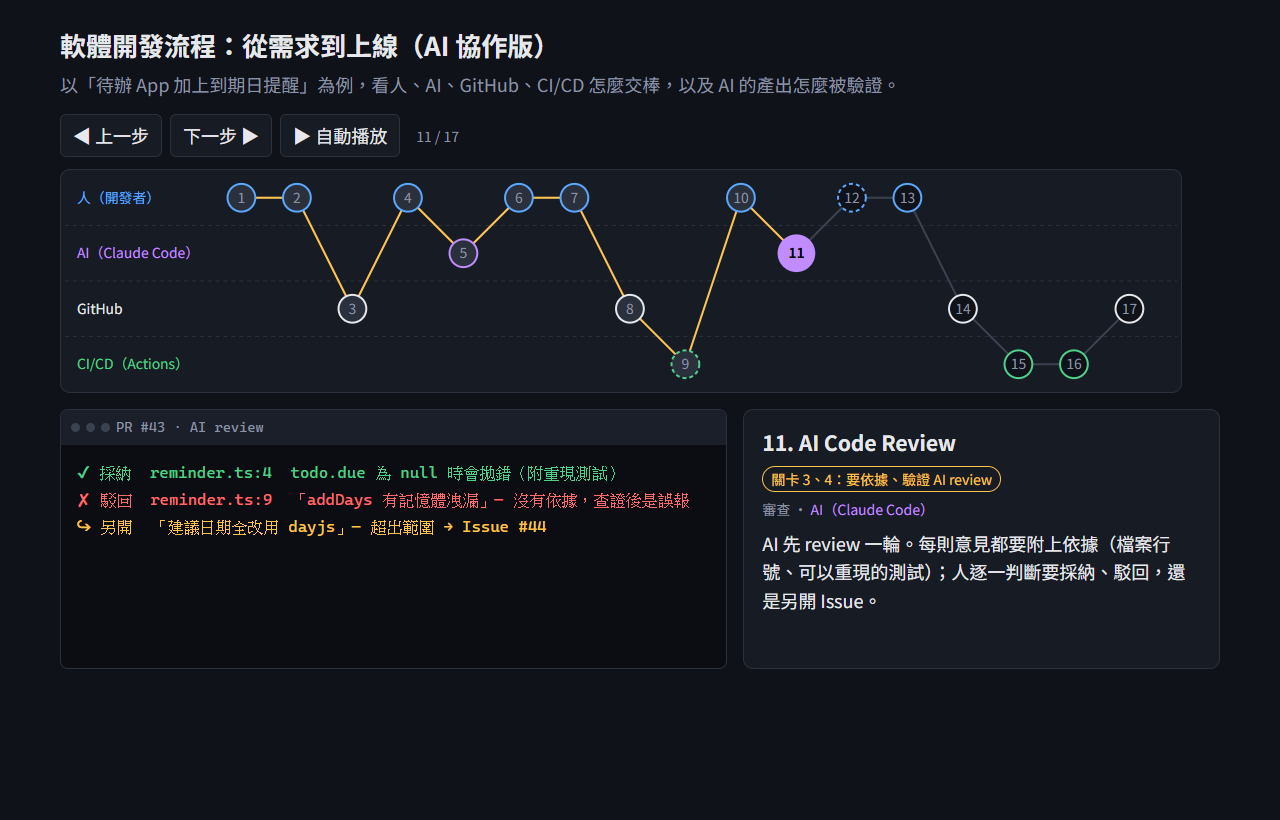 軟體開發流程：從需求到上線（AI 協作版）
以「待辦 App 加上到期日提醒」為例，看人、AI、GitHub、CI/CD 怎麼交棒，以及 AI 的產出怎麼被驗證。
◀ 上一步 下一步 ▶ ▶ 自動播放 11 / 17
人（開發者） 1 2 4 6 7 10 12 13
AI（Claude Code） 5 11
GitHub 3 8 14 17
CI/CD（Actions） 9 15 16
PR #43 · AI review
✓ 採納 reminder.ts:4 todo.due 為 null 時會拋錯（附重現測試）
✗ 駁回 reminder.ts:9 「addDays 有記憶體洩漏」— 沒有依據，查證後是誤報
↪ 另開 「建議日期全改用 dayjs」— 超出範圍 → Issue #44
11. AI Code Review
關卡 3、4：要依據、驗證 AI review
審查 · AI（Claude Code）
AI 先 review 一輪。每則意見都要附上依據（檔案行
號、可以重現的測試）；人逐一判斷要採納、駁回，還
是另開 Issue。